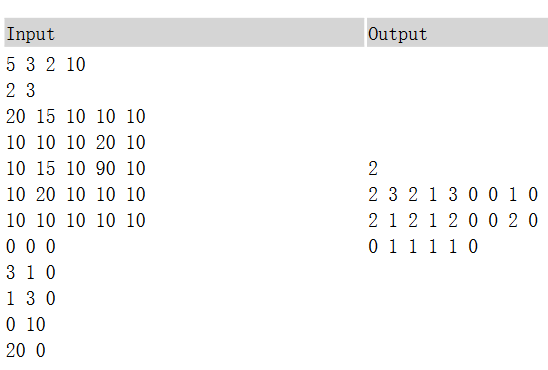 Input
Output
5 3 2 10
2 3
20 15 10 10 10
10 10 10 20 10
10 15 10 90 10
10 20 10 10 10
10 10 10 10 10
0 0 0
3 1 0
1 3 0
0 10
20 0
2
2 3 2 1 3 0 0 1 0
2 1 2 1 2 0 0 2 0
0 1 1 1 1 0